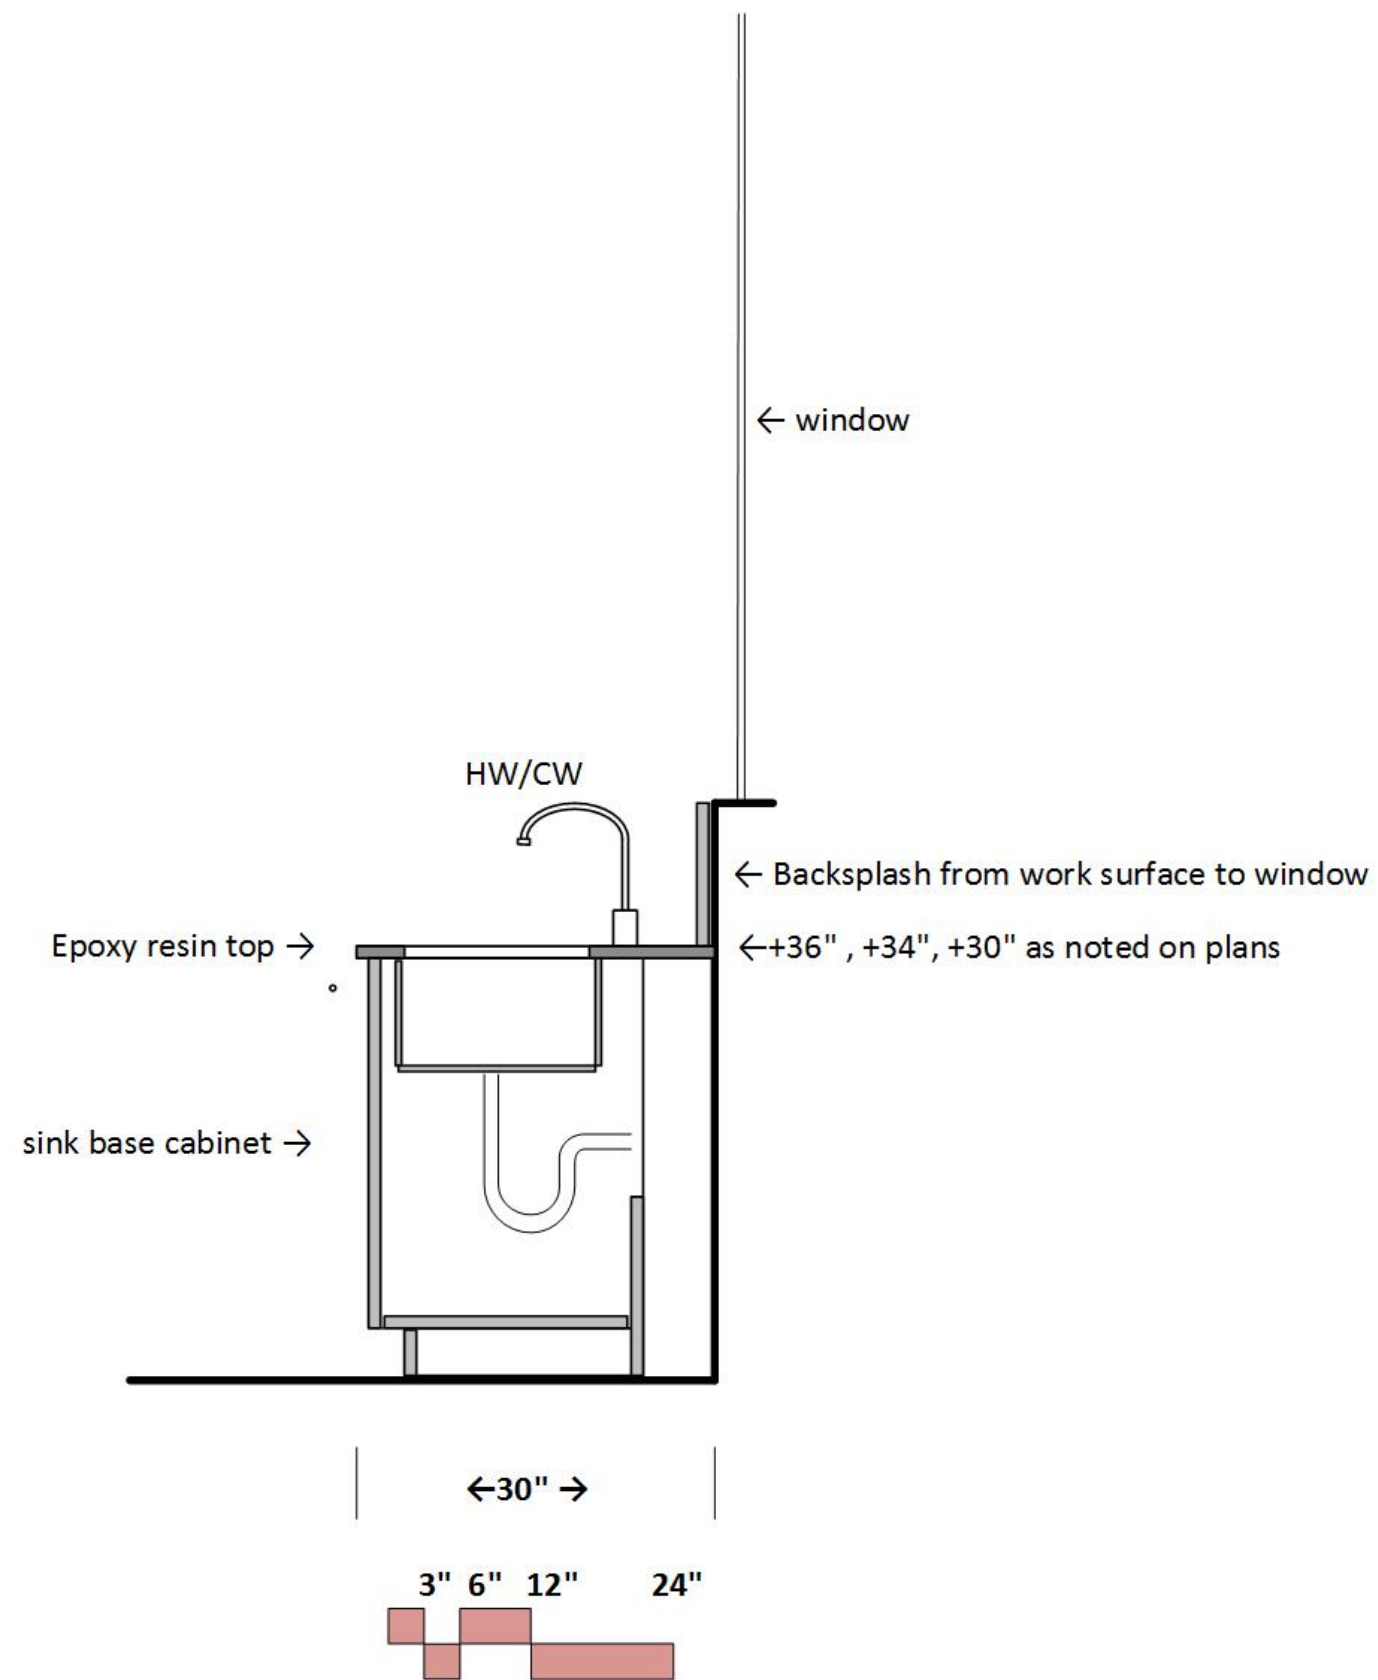 ← window
HW/CW
← Backsplash from work surface to window
Epoxy resin top →
←+36" , +34", +30" as noted on plans
sink base cabinet →
←30" →
3" 6" 12" 24"